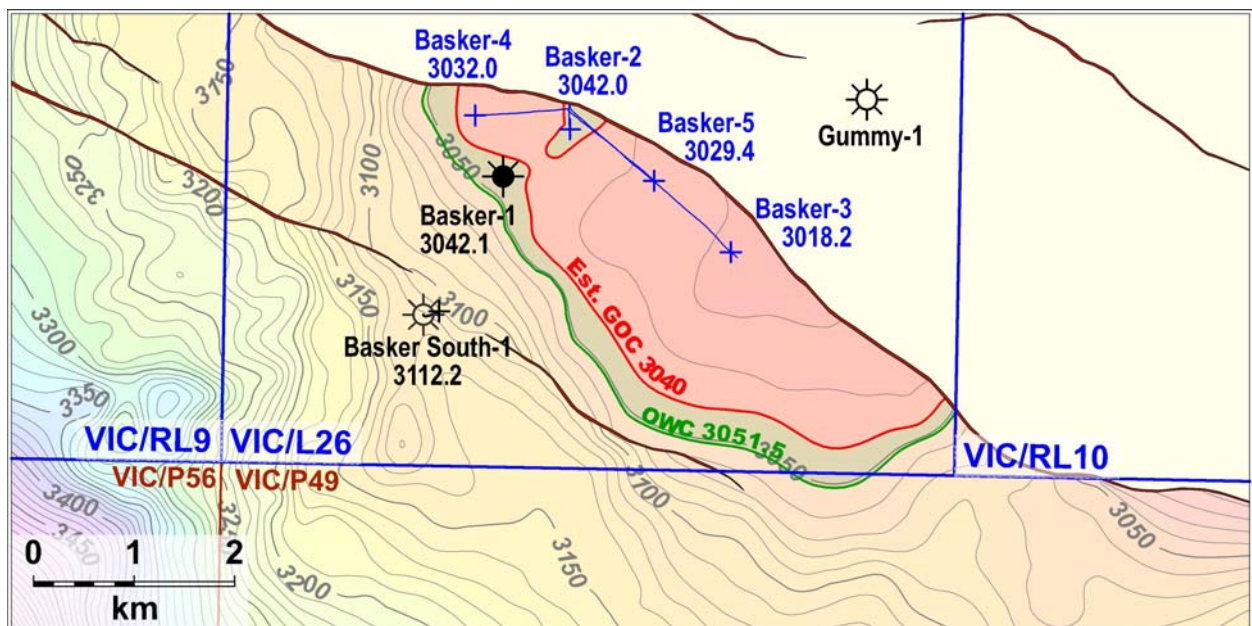 Basker-4
3032.0
Basker-2
3042.0
Basker-5
3029.4
Gummy-1
Basker-3
3018.2
3150
3250
3200
3100
3050
Basker-1
3042.1
3150
3100
Basker South-1
3112.2
Est. GOC 3040
OWC 3051.5
3300
3350
VIC/RL9
VIC/L26
VIC/RL10
VIC/P56
VIC/P49
3050
3100
3050
3400
3450
3150
3200
0 1 2
km